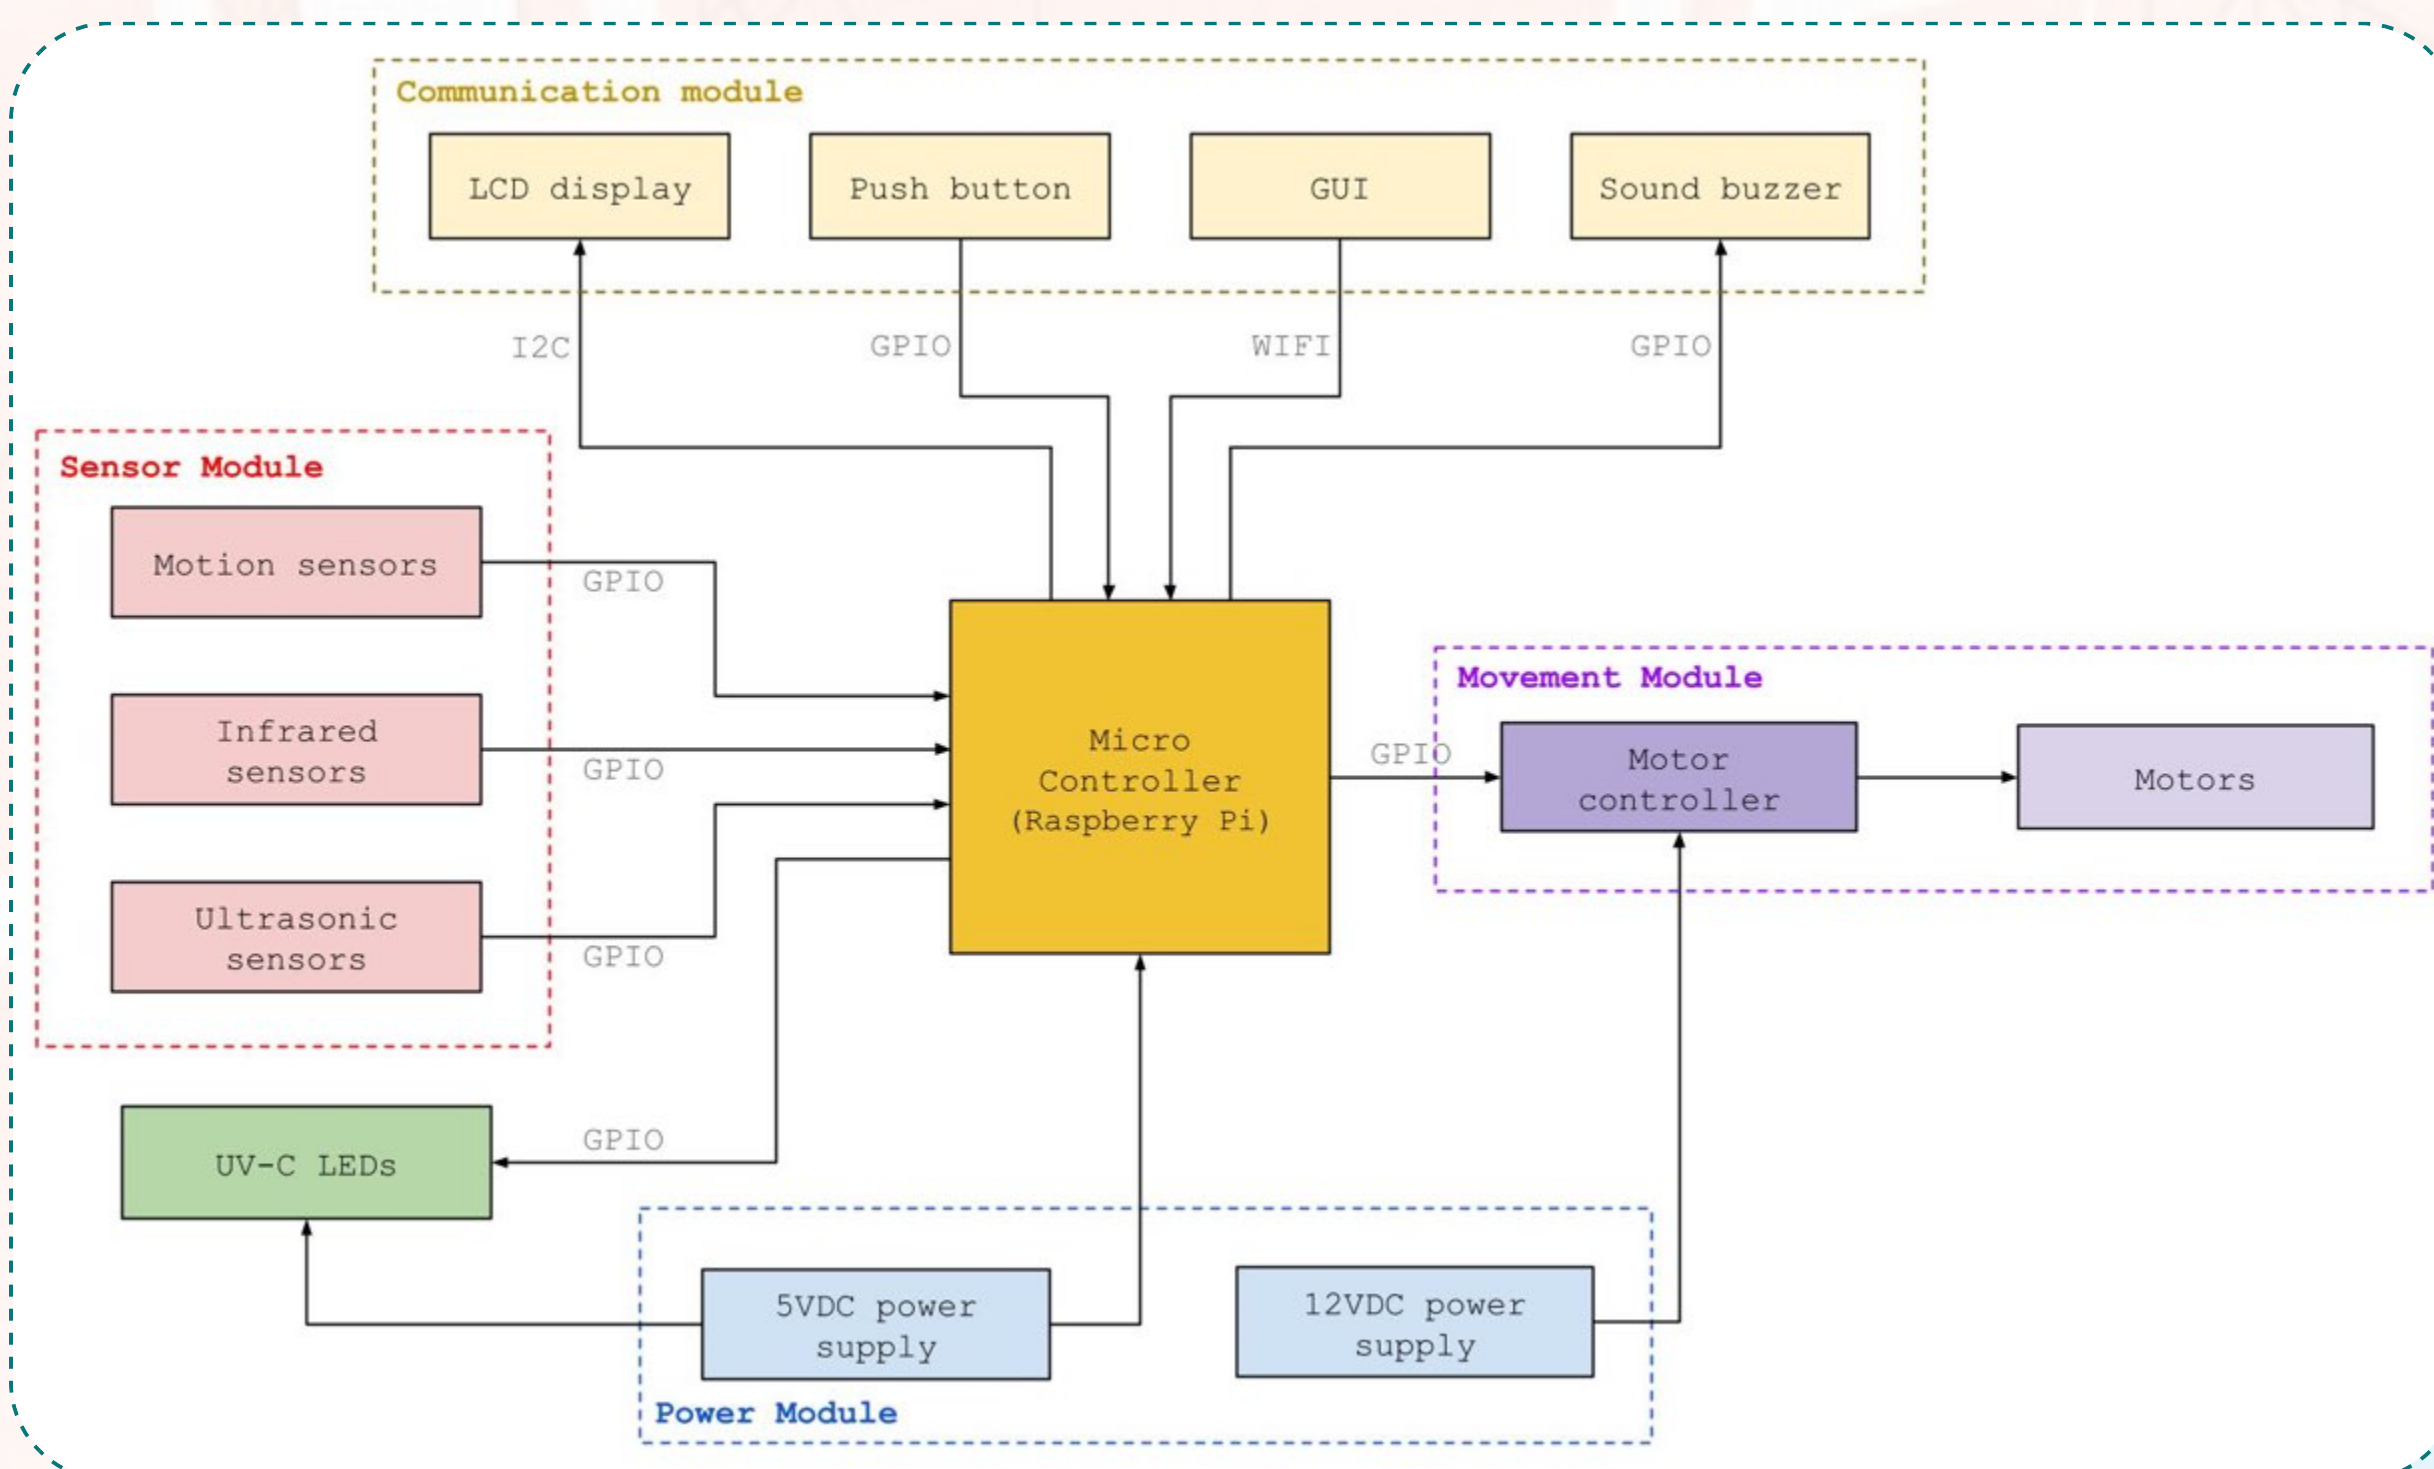 Communication module
LCD display
Push button
GUI
Sound buzzer
I2C
GPIO
WIFI
GPIO
Sensor Module
Motion sensors
GPIO
Infrared
sensors
GPIO
Ultrasonic
sensors
GPIO
Micro
Controller
(Raspberry Pi)
Movement Module
GPIO
Motor
controller
Motors
UV-C LEDs
GPIO
5VDC power
supply
12VDC power
supply
Power Module